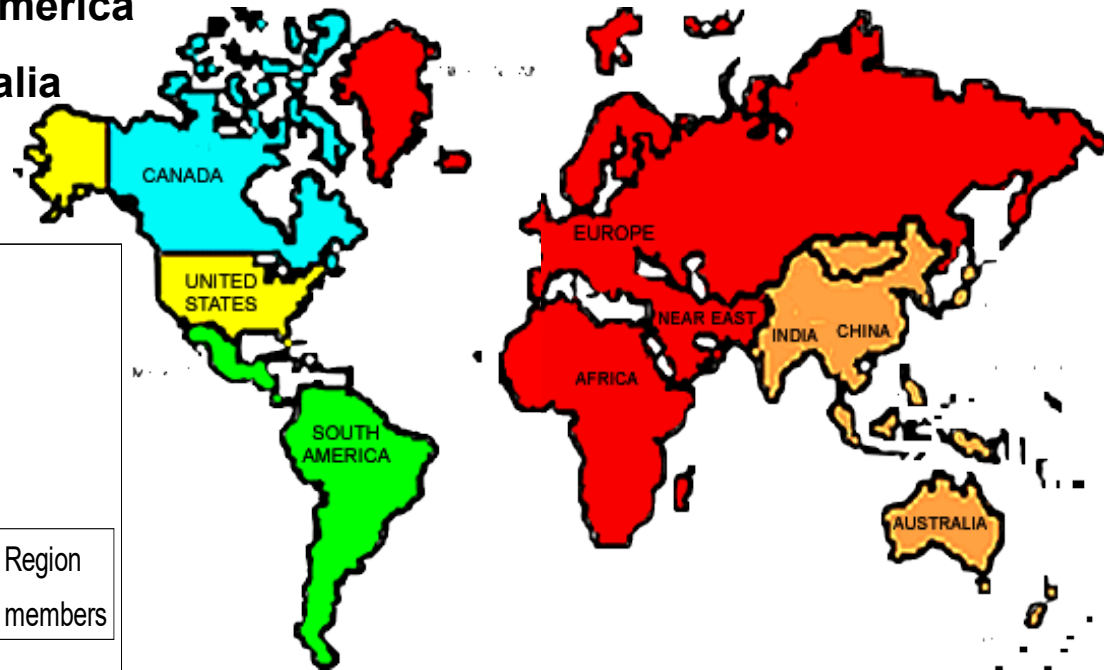 merica
alia
CANADA
UNITED
STATES
EUROPE
NEAR EAST
INDIA
CHINA
AFRICA
SOUTH
AMERICA
AUSTRALIA
Region
members